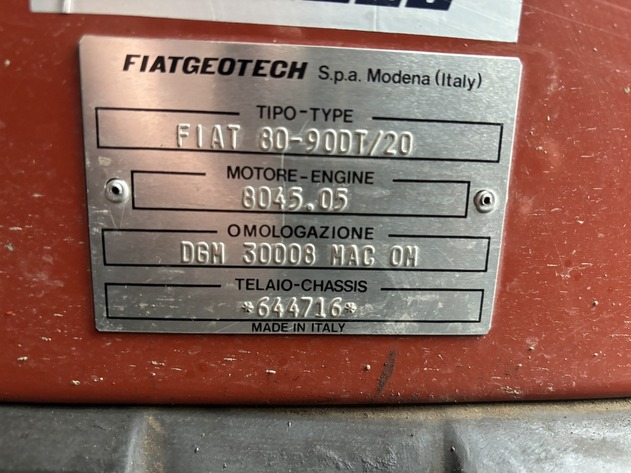 FIATGEOTECH S.p.a. Modena (Italy)
TIPO-TYPE
FIAT 80-90DT/20
MOTORE-ENGINE
8045.05
OMOLOGAZIONE
DGM 30008 MAC OM
TELAIO-CHASSIS
*644716*
MADE IN ITALY